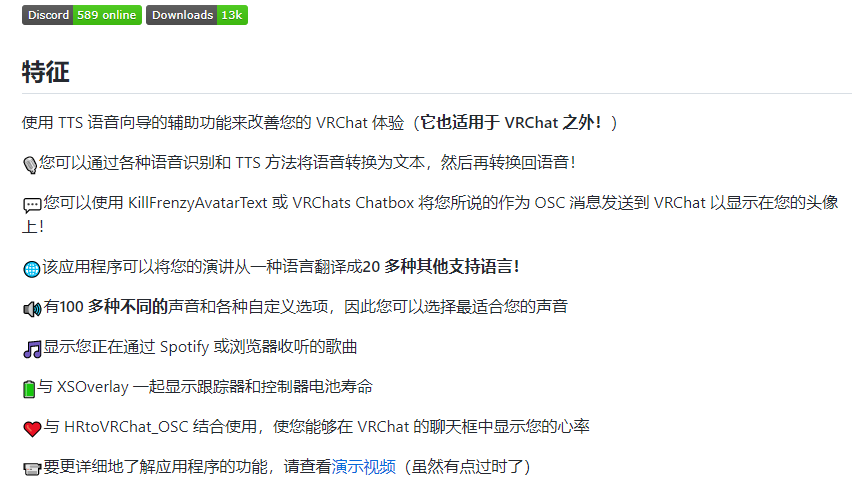 Discord 589 online Downloads 13k
特征
使用 TTS 语音向导的辅助功能来改善您的 VRChat 体验（它也适用于 VRChat 之外！）
您可以通过各种语音识别和 TTS 方法将语音转换为文本，然后再转换回语音！
您可以使用 KillFrenzyAvatarText 或 VRChats Chatbox 将您所说的作为 OSC 消息发送到 VRChat 以显示在您的头像
上！
该应用程序可以将您的演讲从一种语言翻译成20 多种其他支持语言！
有100 多种不同的声音和各种自定义选项，因此您可以选择最适合您的声音
显示您正在通过 Spotify 或浏览器收听的歌曲
与 XSOverlay 一起显示跟踪器和控制器电池寿命
与 HRtoVRChat_OSC 结合使用，使您能够在 VRChat 的聊天框中显示您的心率
要更详细地了解应用程序的功能，请查看演示视频（虽然有点过时了）